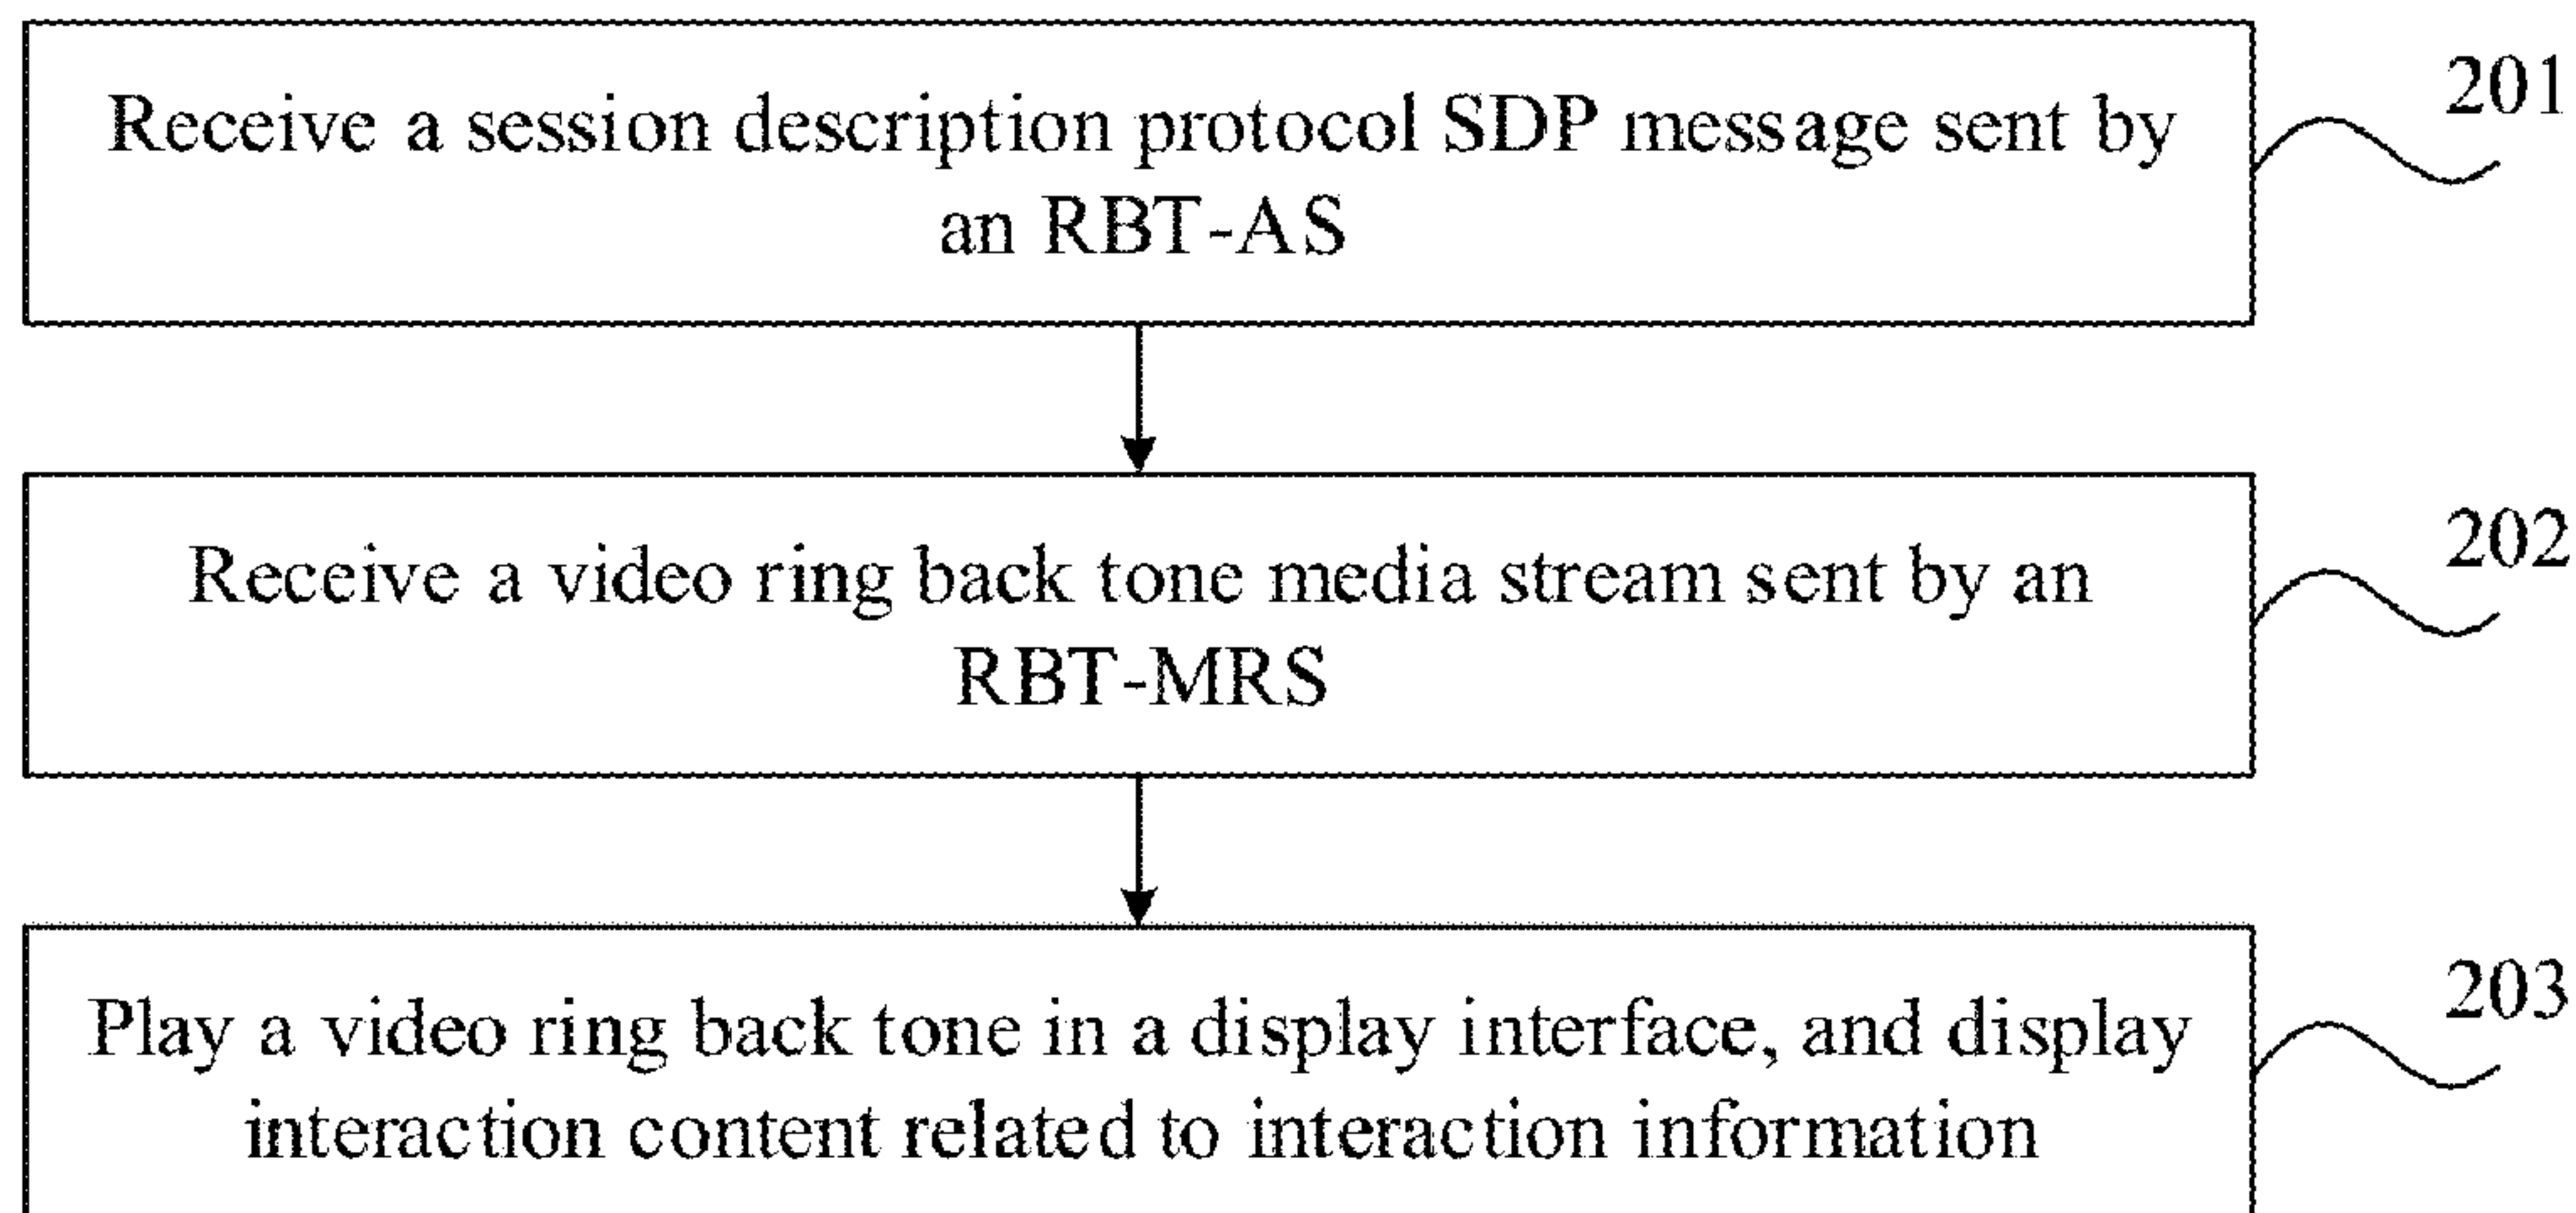 Receive a session description protocol SDP message sent by
an RBT-AS
201
Receive a video ring back tone media stream sent by an
RBT-MRS
202
Play a video ring back tone in a display interface, and display
interaction content related to interaction information
203